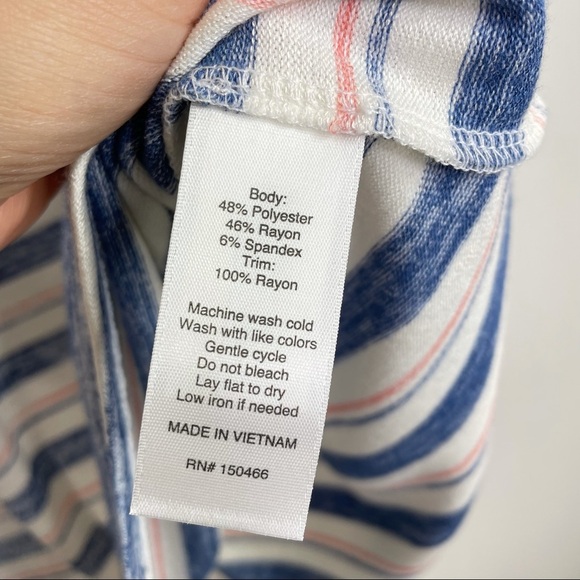 Body:
48% Polyester
46% Rayon
6% Spandex
Trim:
100% Rayon
Machine wash cold
Wash with like colors
Gentle cycle
Do not bleach
Lay flat to dry
Low iron if needed
MADE IN VIETNAM
RN# 150466